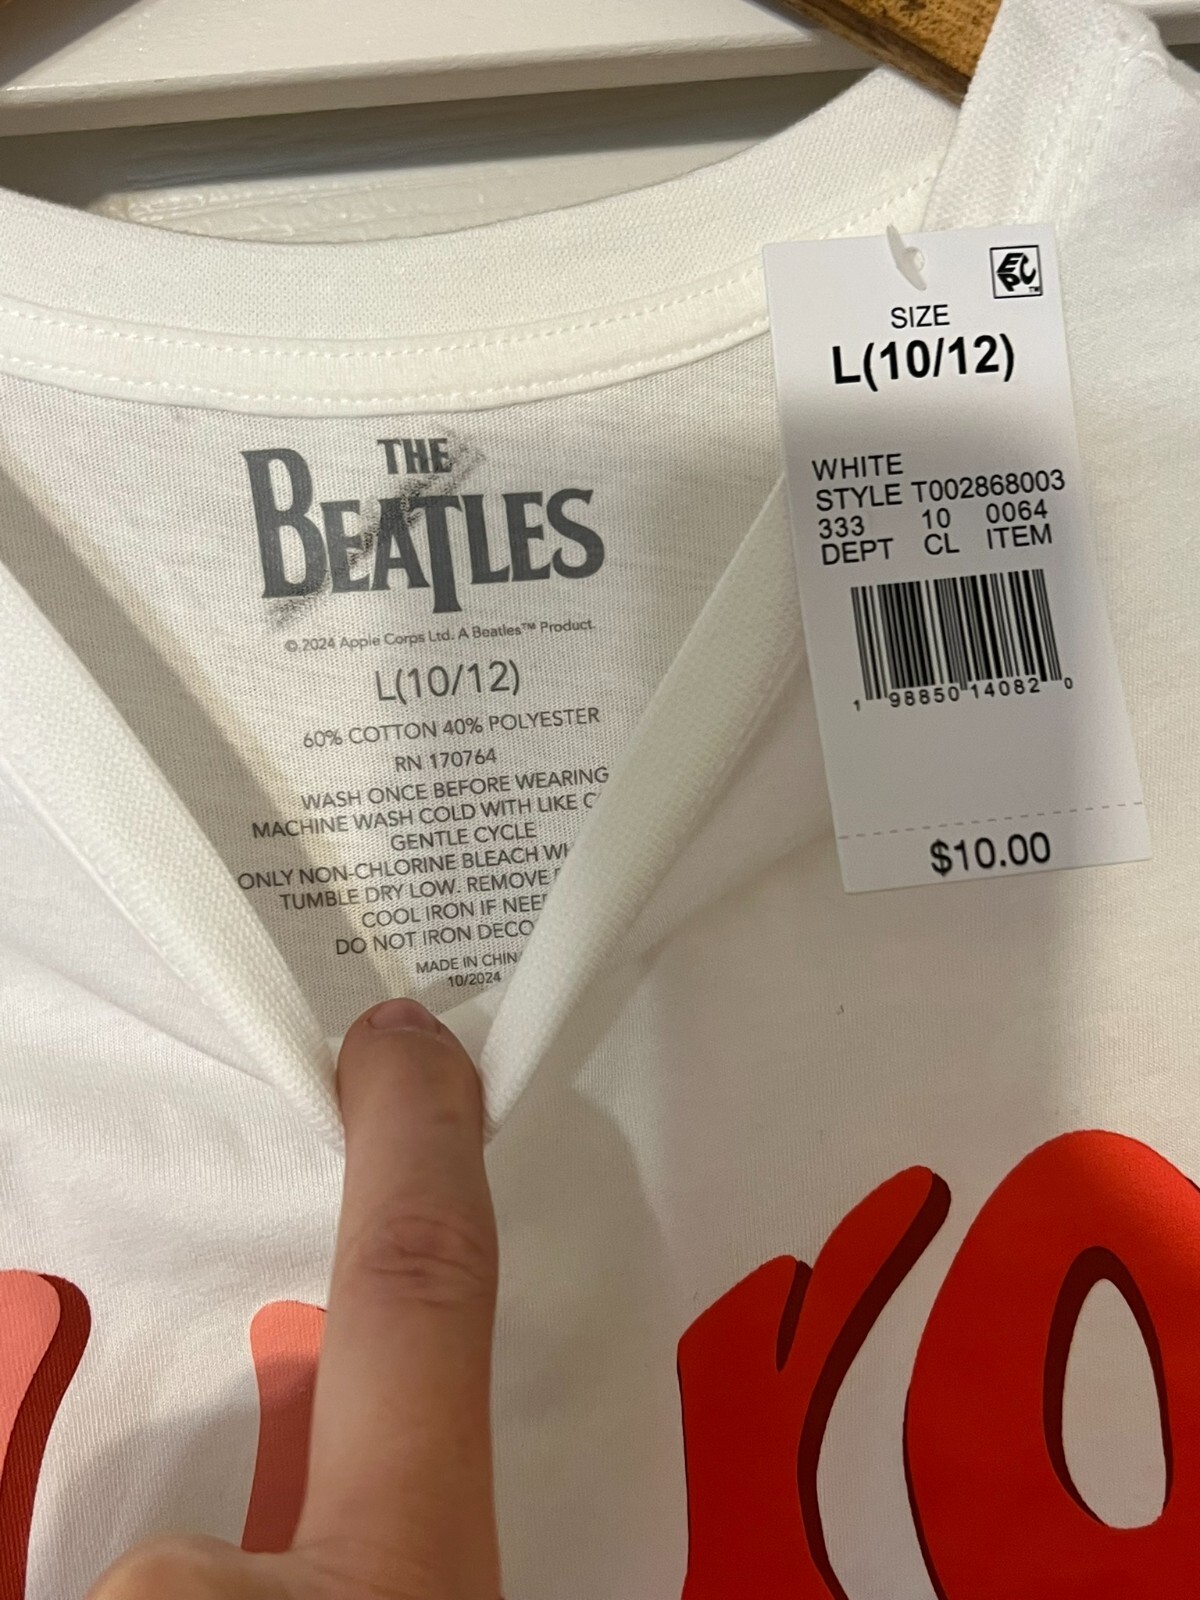 THE
BEATLES
© 2024 Apple Corps Ltd. A Beatles™ Product.
L(10/12)
60% COTTON 40% POLYESTER
RN 170764
WASH ONCE BEFORE WEARING
MACHINE WASH COLD WITH LIKE
GENTLE CYCLE
ONLY NON-CHLORINE BLEACH
TUMBLE DRY LOW. REMOVE
COOL IRON IF
DO NOT IRON
MADE IN
10/2024
EPC™
SIZE
L(10/12)
WHITE
STYLE T002868003
333 10 0064
DEPT CL ITEM
1 98850 14082 0
$10.00